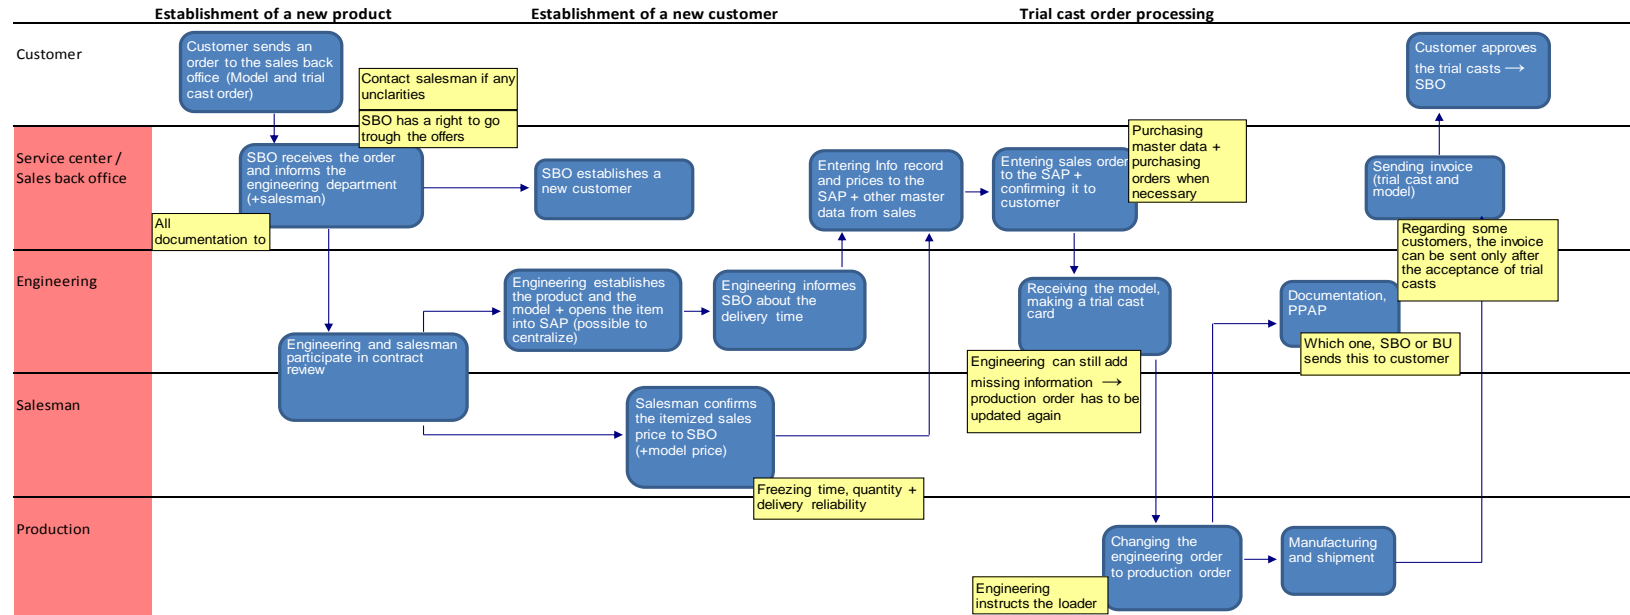 Establishment of a new product
Establishment of a new customer
Trial cast order processing
Customer
Customer sends an
order to the sales back
office (Model and trial
cast order)
Contact salesman if any
unclarities
SBO has a right to go
trough the offers
Customer approves
the trial casts →
SBO
Service center /
Sales back office
SBO receives the order
and informs the
engineering department
(+salesman)
All
documentation to
SBO establishes a
new customer
Entering Info record
and prices to the
SAP + other master
data from sales
Entering sales order
to the SAP +
confirming it to
customer
Purchasing
master data +
purchasing
orders when
necessary
Sending invoice
(trial cast and
model)
Regarding some
customers, the invoice
can be sent only after
the acceptance of trial
casts
Engineering
Engineering and salesman
participate in contract
review
Engineering establishes
the product and the
model + opens the item
into SAP (possible to
centralize)
Engineering informes
SBO about the
delivery time
Receiving the model,
making a trial cast
card
Engineering can still add
missing information →
production order has to be
updated again
Documentation,
PPAP
Which one, SBO or BU
sends this to customer
Salesman
Salesman confirms
the itemized sales
price to SBO
(+model price)
Freezing time, quantity +
delivery reliability
Production
Changing the
engineering order
to production order
Engineering
instructs the loader
Manufacturing
and shipment